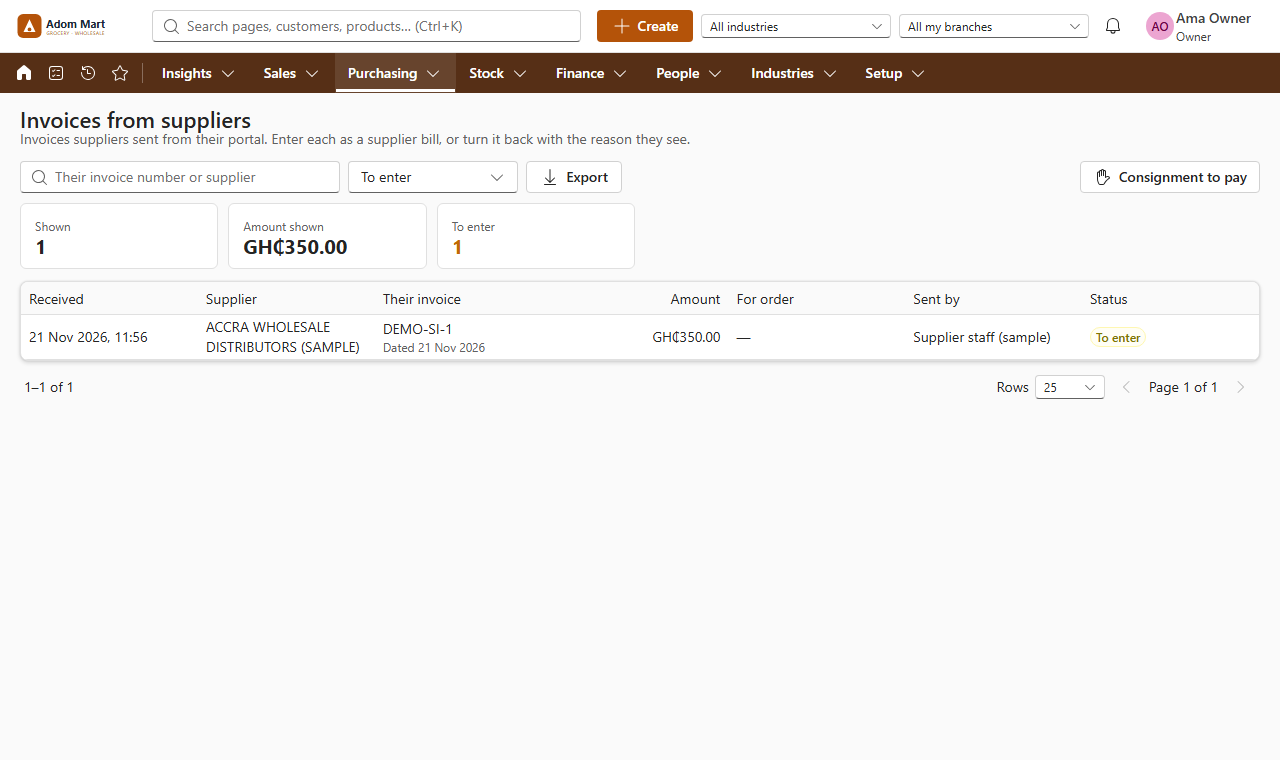 Adom Mart
GROCERY · WHOLESALE
Search pages, customers, products... (Ctrl+K)
Create
All industries
All my branches
AO
Ama Owner
Owner
Insights
Sales
Purchasing
Stock
Finance
People
Industries
Setup
Invoices from suppliers
Invoices suppliers sent from their portal. Enter each as a supplier bill, or turn it back with the reason they see.
Their invoice number or supplier
To enter
Export
Consignment to pay
Shown
1
Amount shown
GH₵350.00
To enter
1
Received Supplier Their invoice Amount For order Sent by Status
21 Nov 2026, 11:56 ACCRA WHOLESALE DISTRIBUTORS (SAMPLE) DEMO-SI-1 GH₵350.00 — Supplier staff (sample) To enter
Dated 21 Nov 2026
1–1 of 1
Rows 25 Page 1 of 1